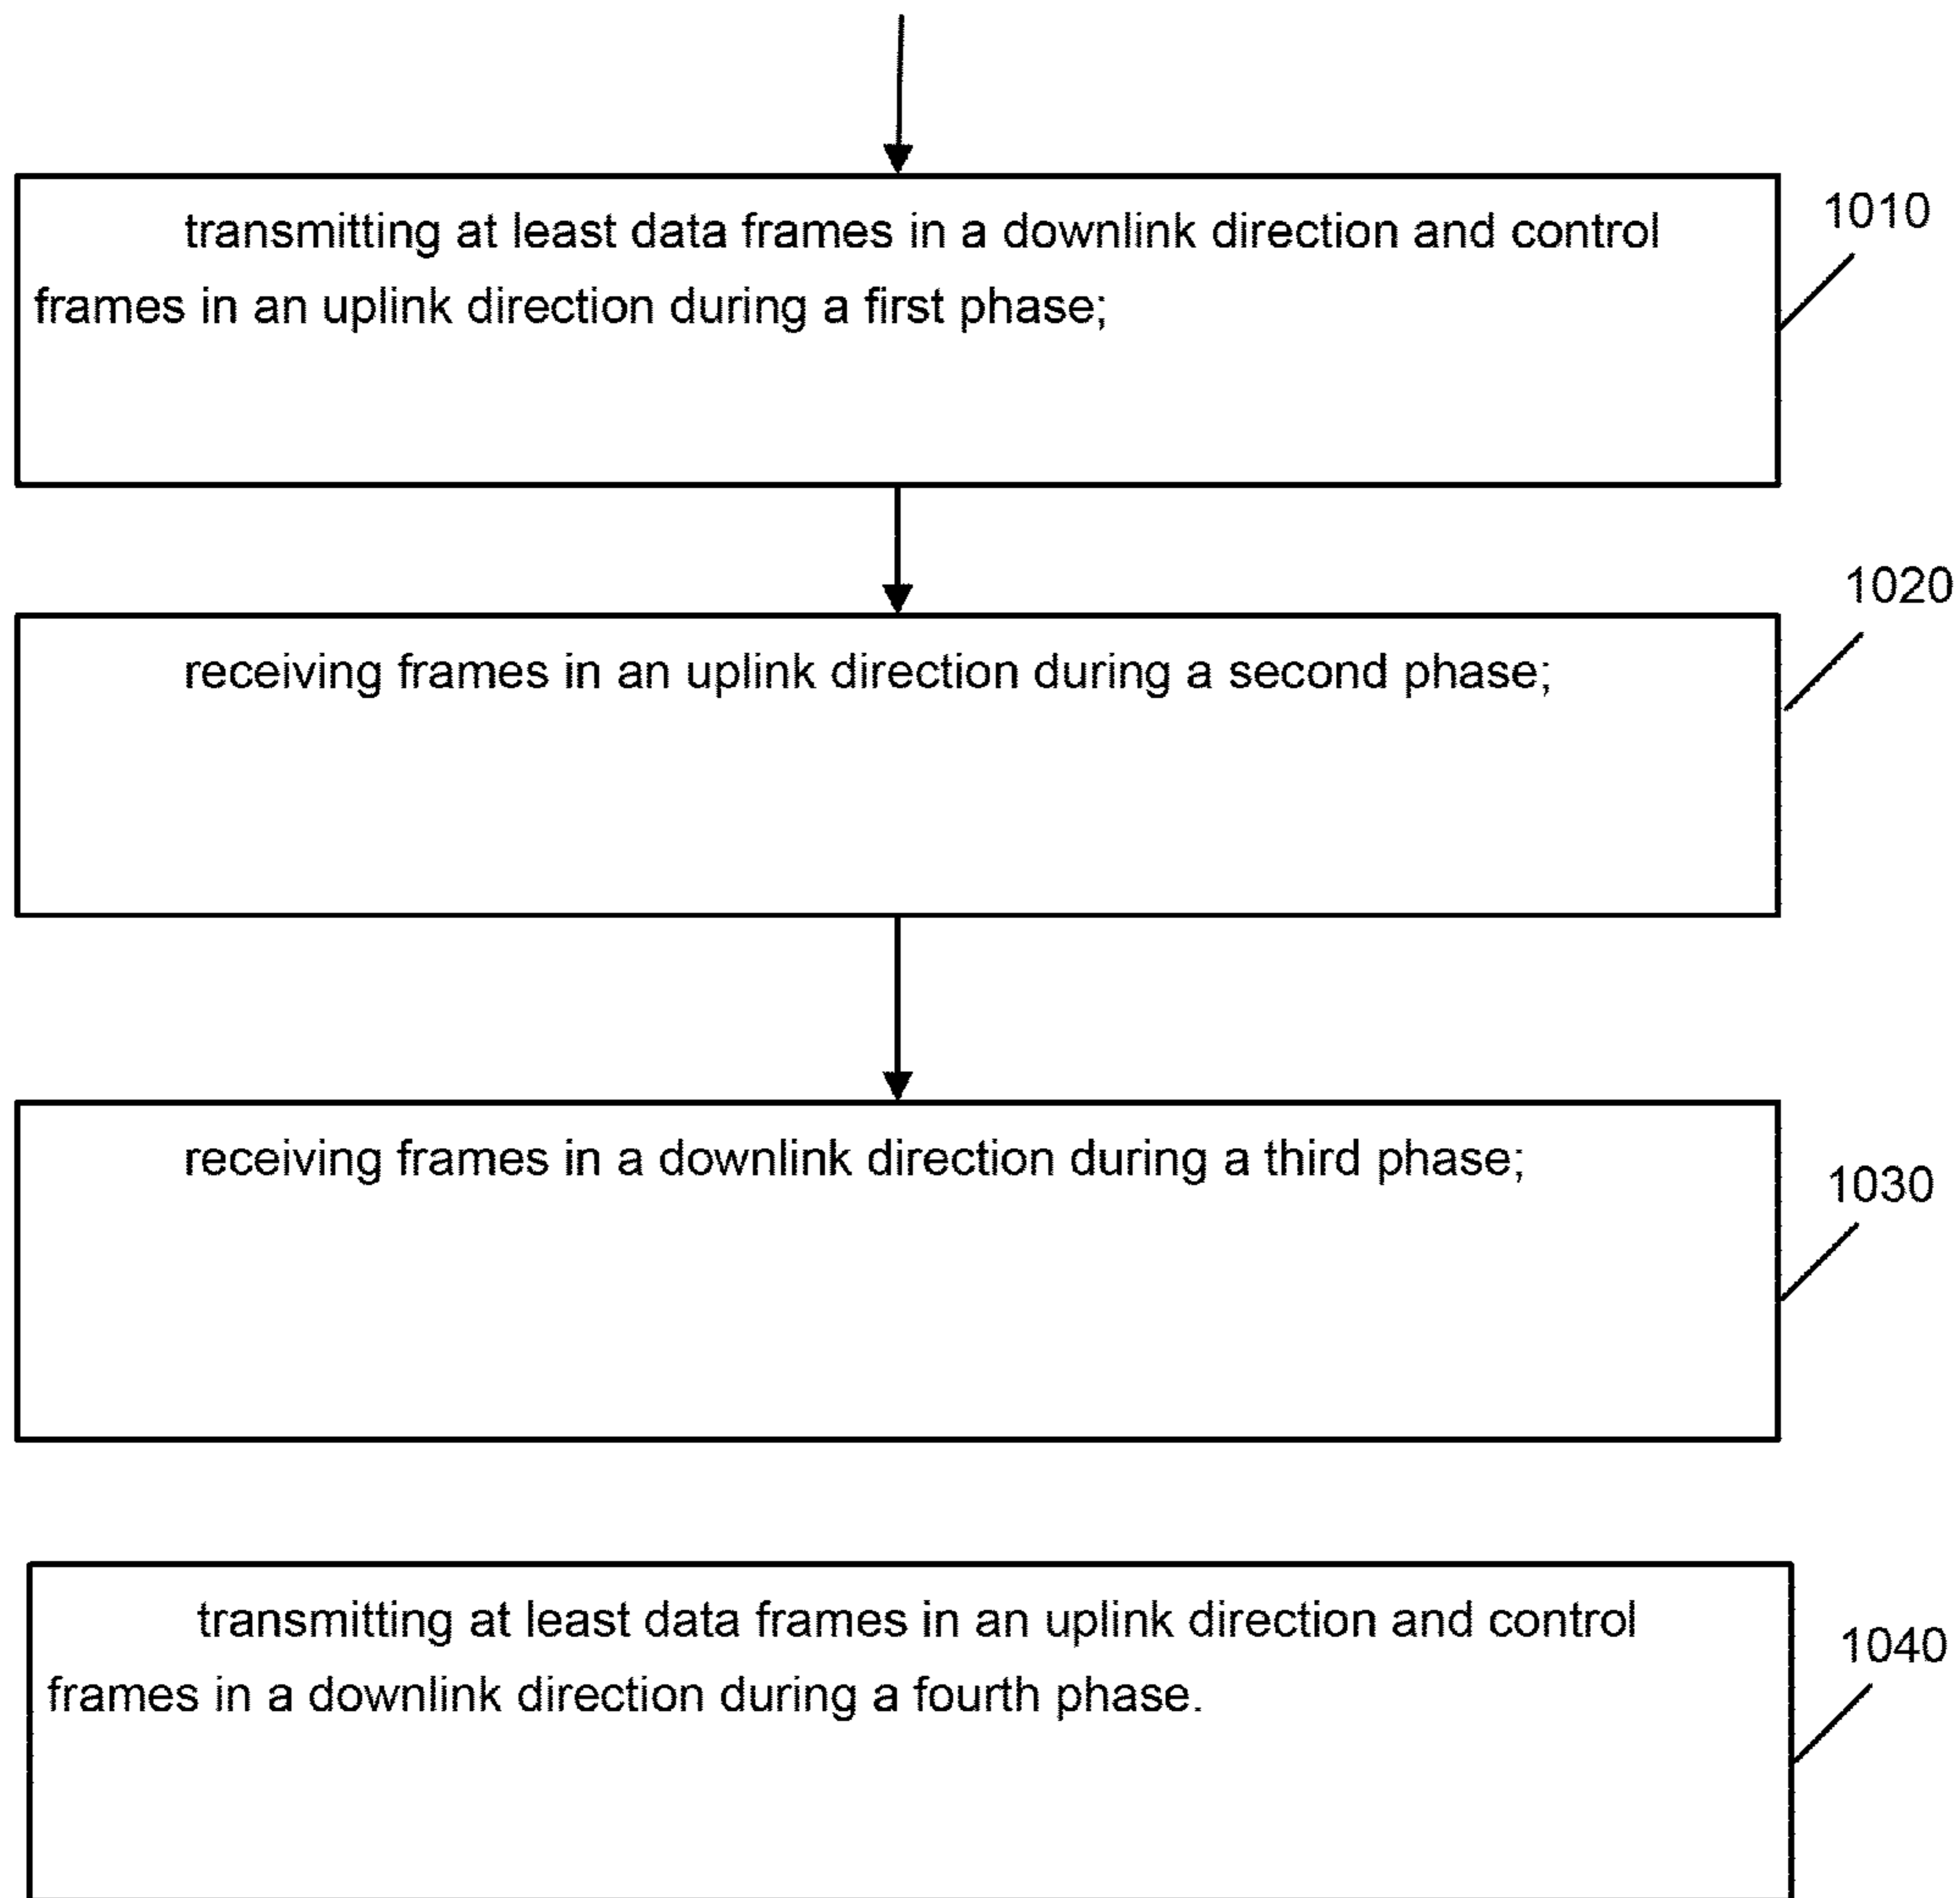 transmitting at least data frames in a downlink direction and control
frames in an uplink direction during a first phase;
1010
1020
receiving frames in an uplink direction during a second phase;
receiving frames in a downlink direction during a third phase;
1030
transmitting at least data frames in an uplink direction and control
frames in a downlink direction during a fourth phase.
1040